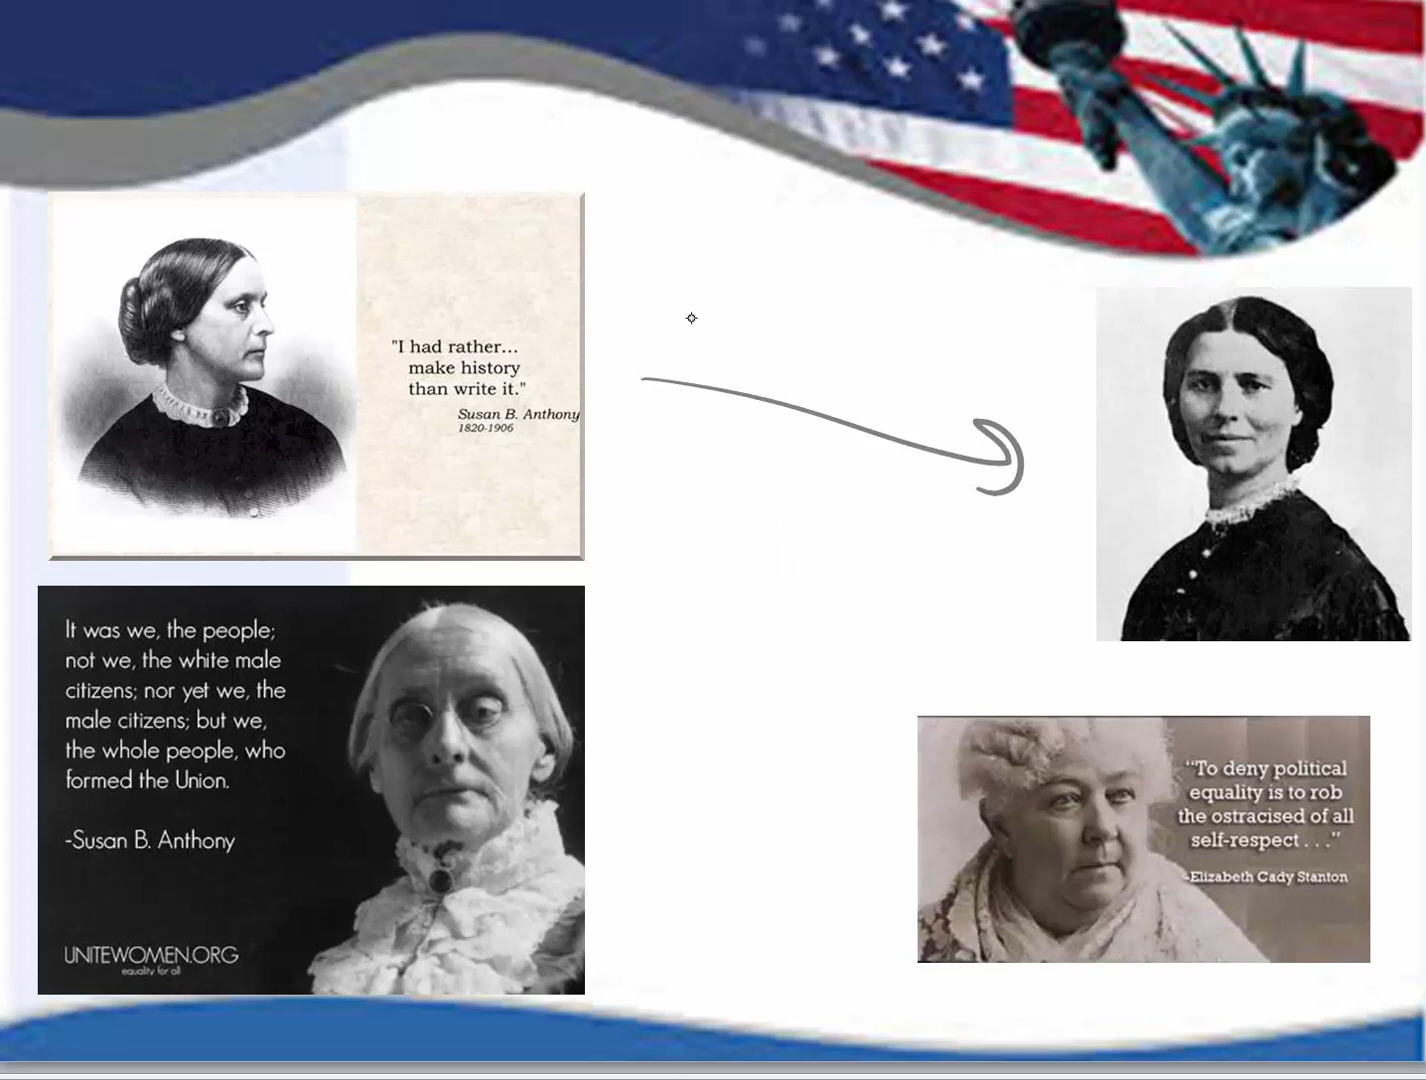 "I had rather...
make history
than write it."
Susan B. Anthony
1820-1906
It was we, the people;
not we, the white male
citizens; nor yet we, the
male citizens; but we,
the whole people, who
formed the Union.
-Susan B. Anthony
UNITEWOMEN.ORG
equality for all
"To deny political
equality is to rob
the ostracised of all
self-respect . . ."
-Elizabeth Cady Stanton